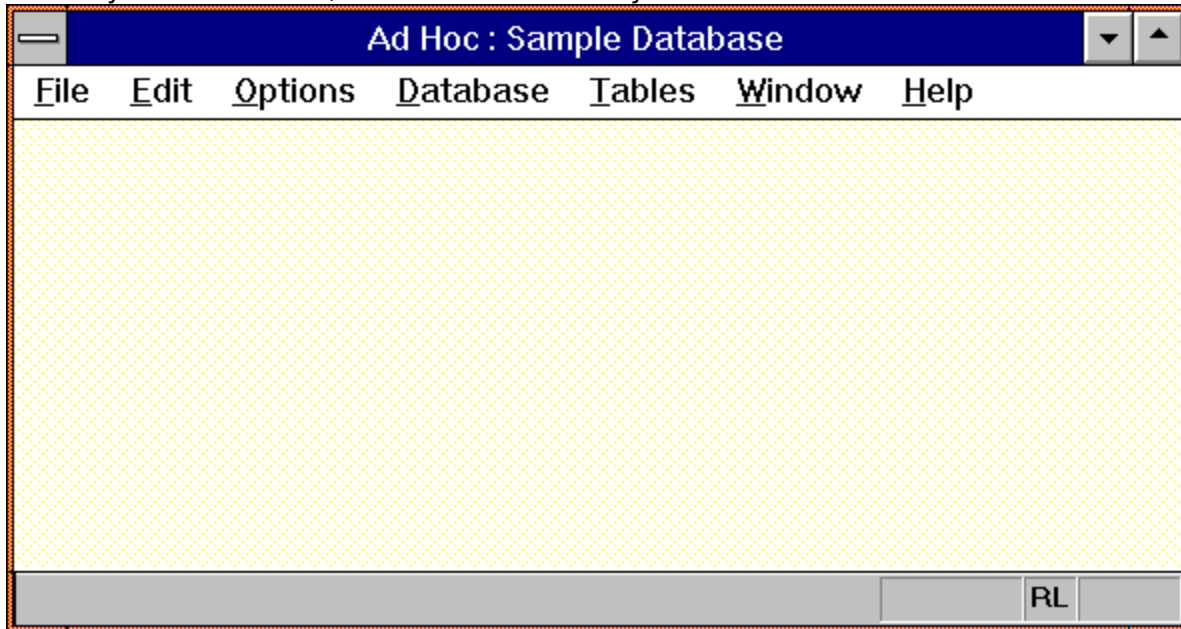 Ad Hoc : Sample Database
File Edit Options Database Tables Window Help
RL